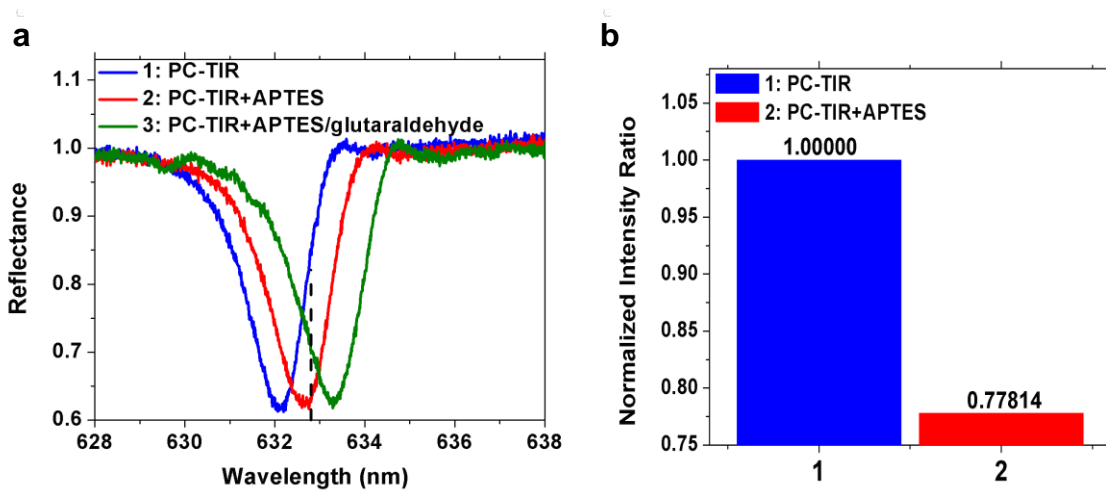 a
1: PC-TIR
2: PC-TIR+APTES
3: PC-TIR+APTES/glutaraldehyde
1.1
1.0
0.9
0.8
0.7
0.6
Reflectance
628 630 632 634 636 638
Wavelength (nm)
b
1: PC-TIR
2: PC-TIR+APTES
1.00000
0.77814
1.05
1.00
0.95
0.90
0.85
0.80
0.75
Normalized Intensity Ratio
1 2